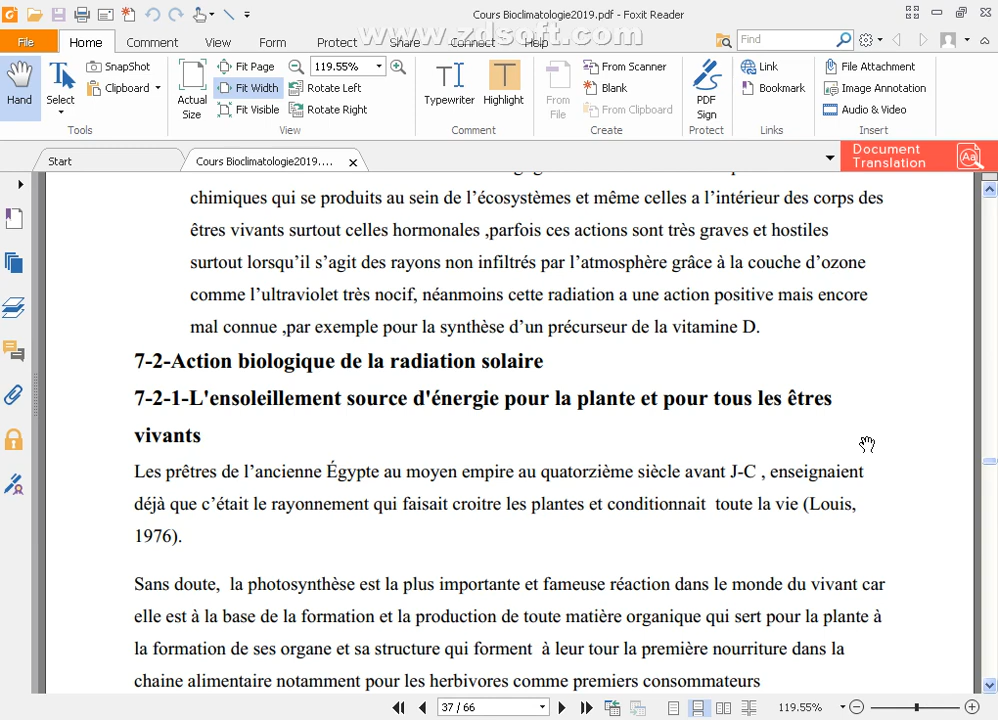 Cours Bioclimatologie2019.pdf - Foxit Reader
File Home Comment View Form Protect Share Connect Help Find
www.zdsoft.com
Hand
Select
SnapShot
Clipboard
Tools
Actual Size
Fit Page
Fit Width
Fit Visible
119.55%
Rotate Left
Rotate Right
View
Typewriter
Highlight
Comment
From File
From Scanner
Blank
From Clipboard
Create
PDF Sign
Protect
Link
Bookmark
Links
File Attachment
Image Annotation
Audio & Video
Insert
Start
Cours Bioclimatologie2019....
Document Translation
chimiques qui se produits au sein de l’écosystèmes et même celles a l’intérieur des corps des
êtres vivants surtout celles hormonales ,parfois ces actions sont très graves et hostiles
surtout lorsqu’il s’agit des rayons non infiltrés par l’atmosphère grâce à la couche d’ozone
comme l’ultraviolet très nocif, néanmoins cette radiation a une action positive mais encore
mal connue ,par exemple pour la synthèse d’un précurseur de la vitamine D.
7-2-Action biologique de la radiation solaire
7-2-1-L'ensoleillement source d'énergie pour la plante et pour tous les êtres
vivants
Les prêtres de l’ancienne Égypte au moyen empire au quatorzième siècle avant J-C , enseignaient
déjà que c’était le rayonnement qui faisait croitre les plantes et conditionnait toute la vie (Louis,
1976).
Sans doute, la photosynthèse est la plus importante et fameuse réaction dans le monde du vivant car
elle est à la base de la formation et la production de toute matière organique qui sert pour la plante à
la formation de ses organe et sa structure qui forment à leur tour la première nourriture dans la
chaine alimentaire notamment pour les herbivores comme premiers consommateurs
37 / 66
119.55%